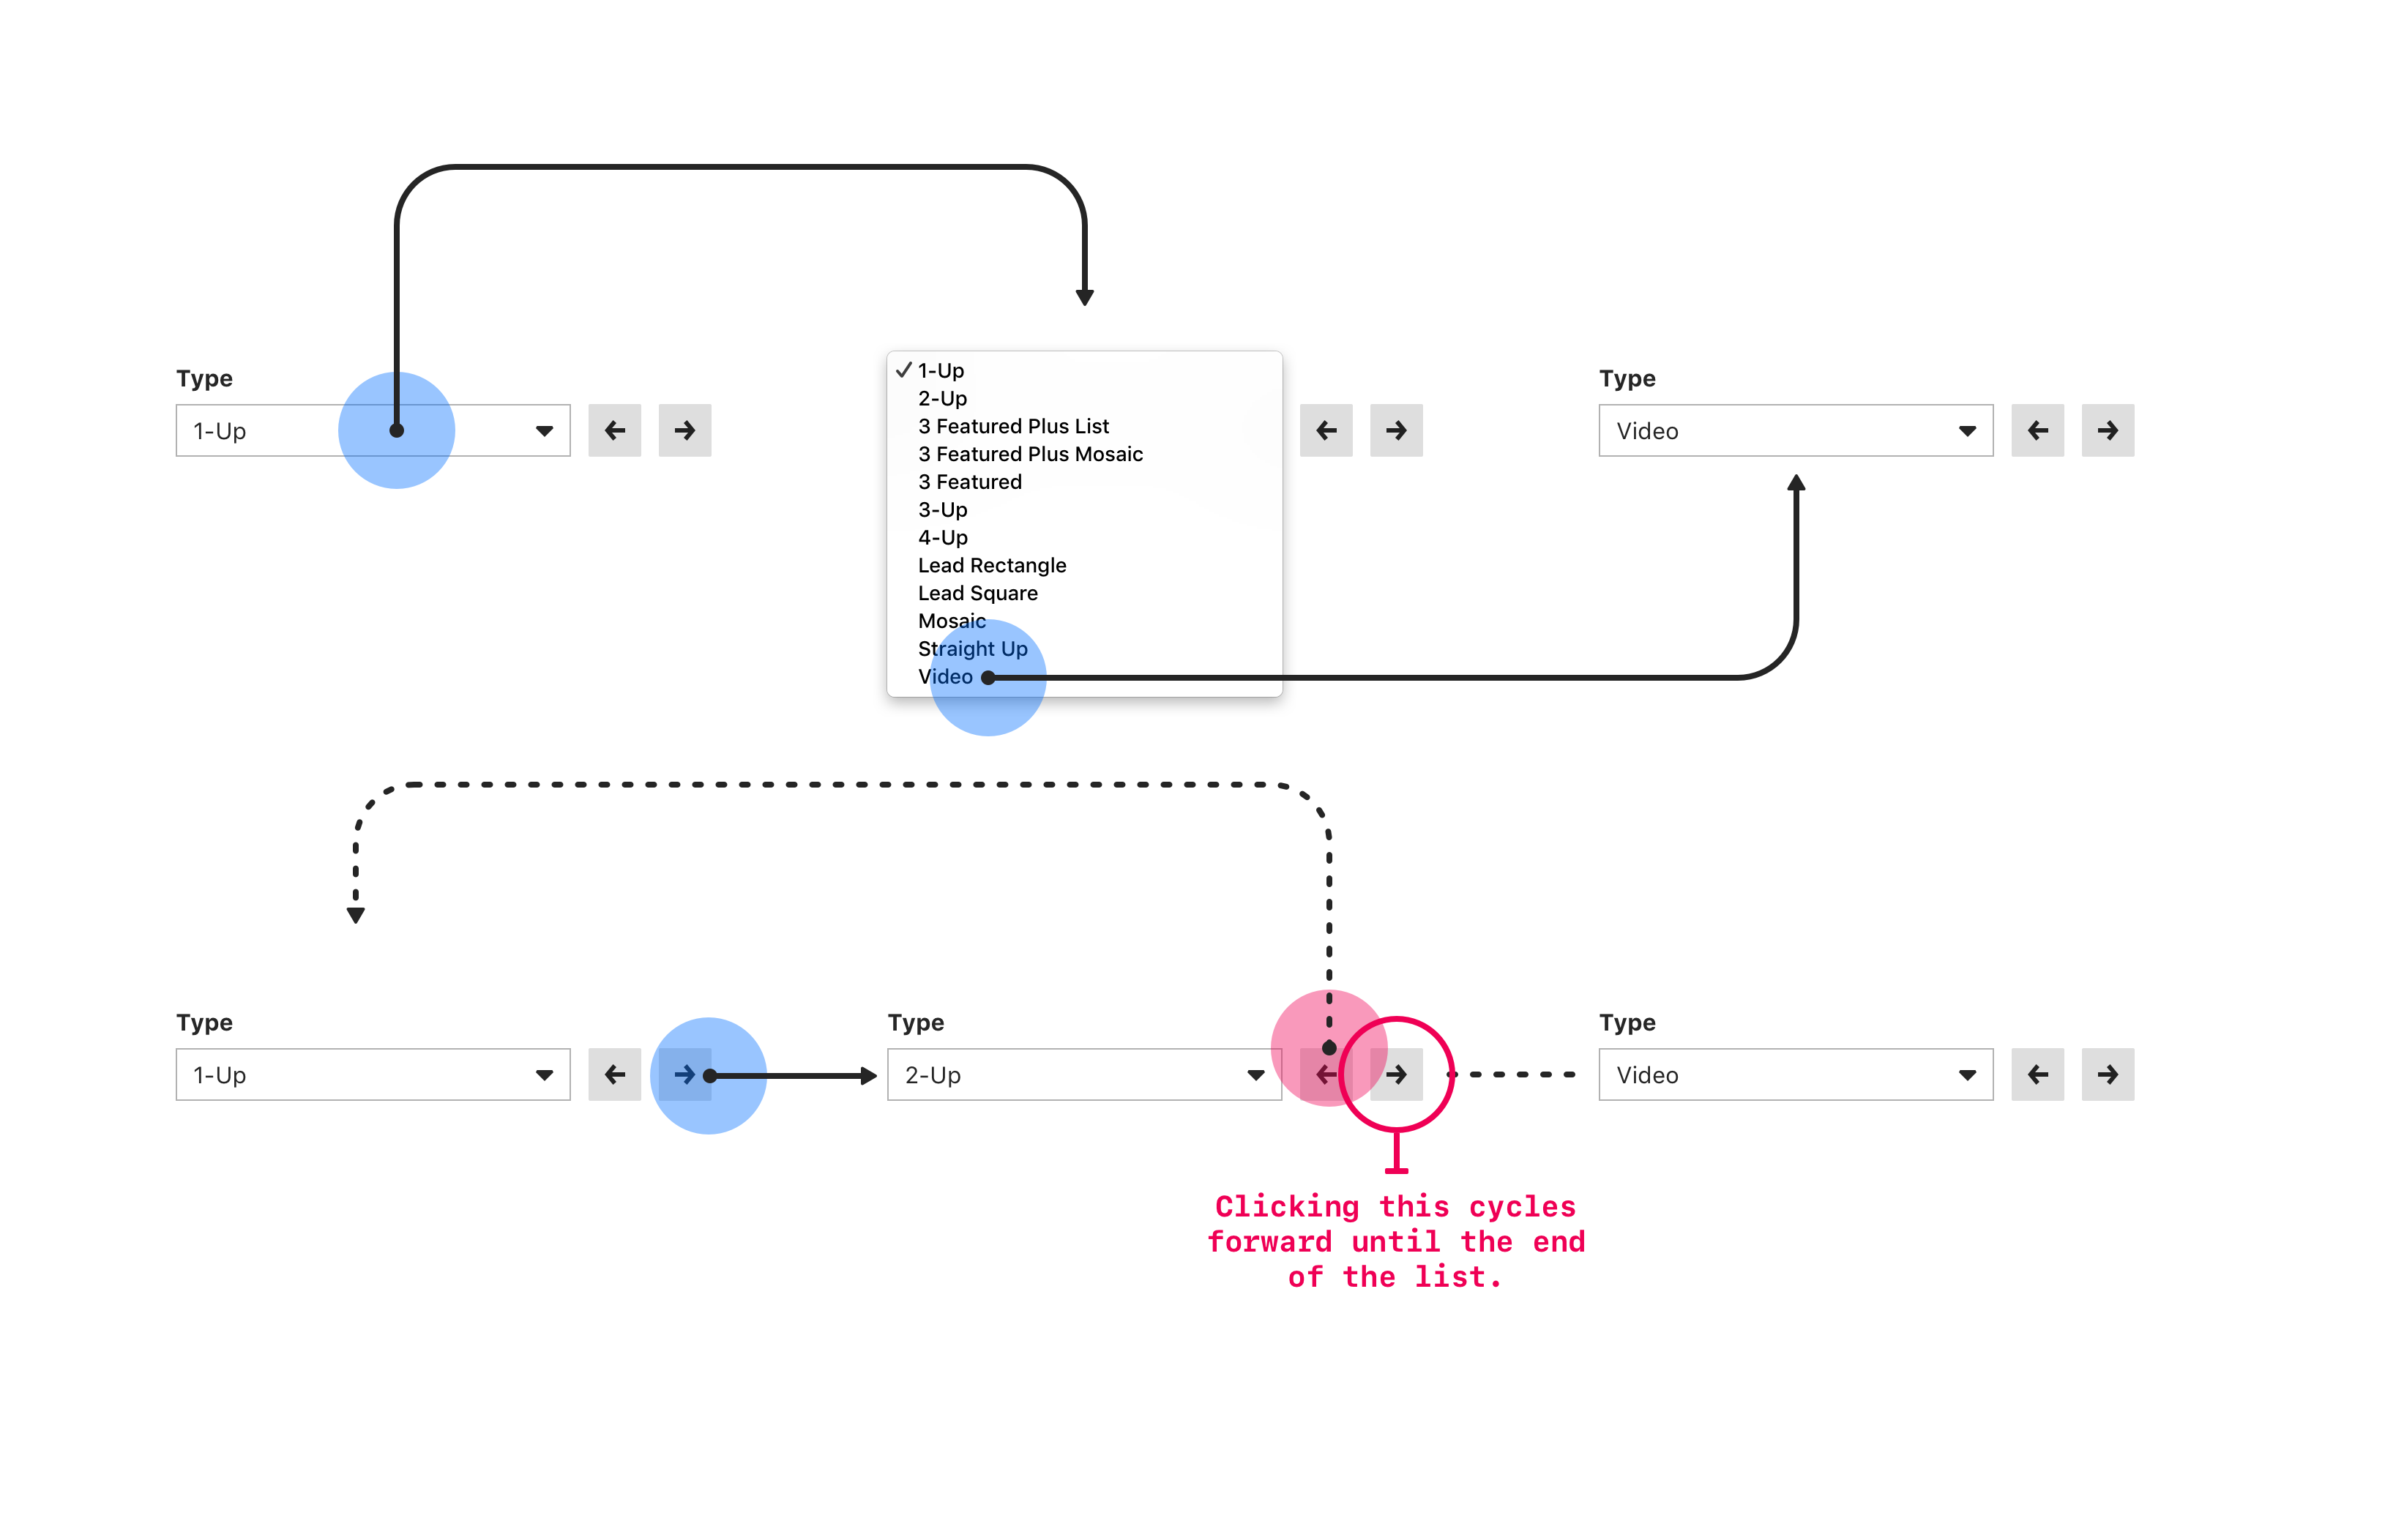 Type
1-Up
1-Up
2-Up
3 Featured Plus List
3 Featured Plus Mosaic
3 Featured
3-Up
4-Up
Lead Rectangle
Lead Square
Mosaic
Straight Up
Video
Type
Video
Type
1-Up
Type
2-Up
Type
Video
Clicking this cycles
forward until the end
of the list.